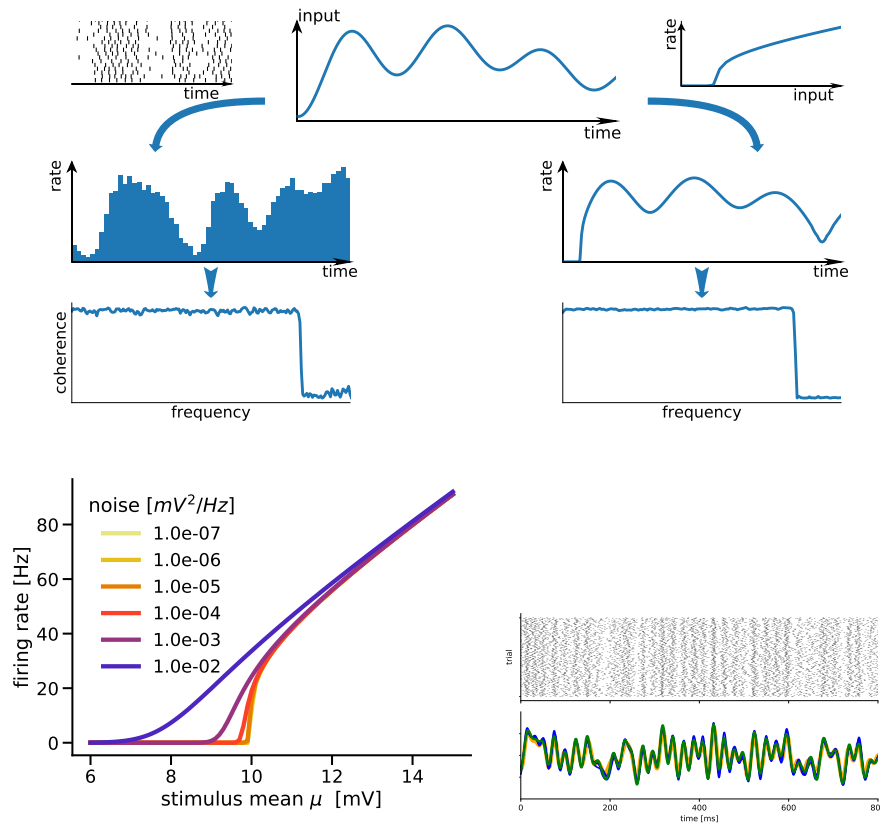 input
time
rate
input
time
rate
time
rate
time
coherence
frequency
frequency
noise [mV²/Hz]
1.0e-07
1.0e-06
1.0e-05
1.0e-04
1.0e-03
1.0e-02
firing rate [Hz]
80
60
40
20
0
6 8 10 12 14
stimulus mean μ [mV]
trial
0 200 400 600 80
time [ms]